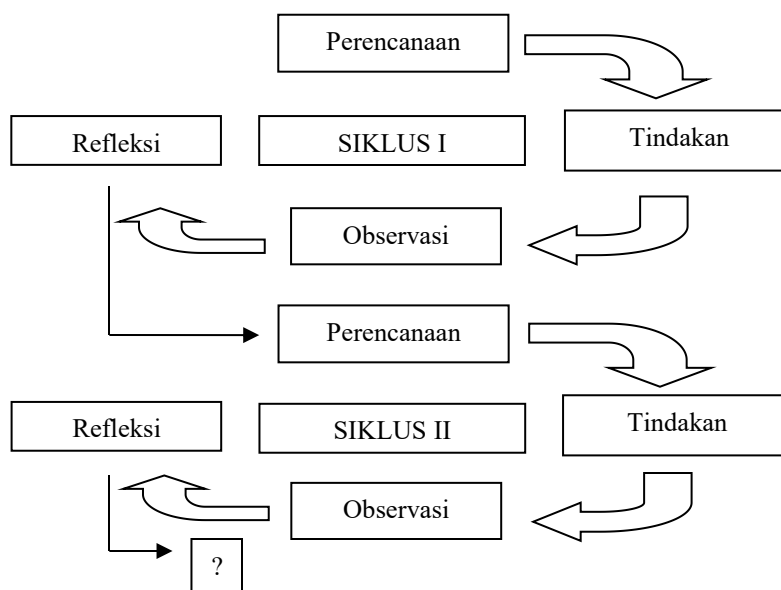 Perencanaan
Refleksi
SIKLUS I
Tindakan
Observasi
Perencanaan
Refleksi
SIKLUS II
Tindakan
Observasi
?